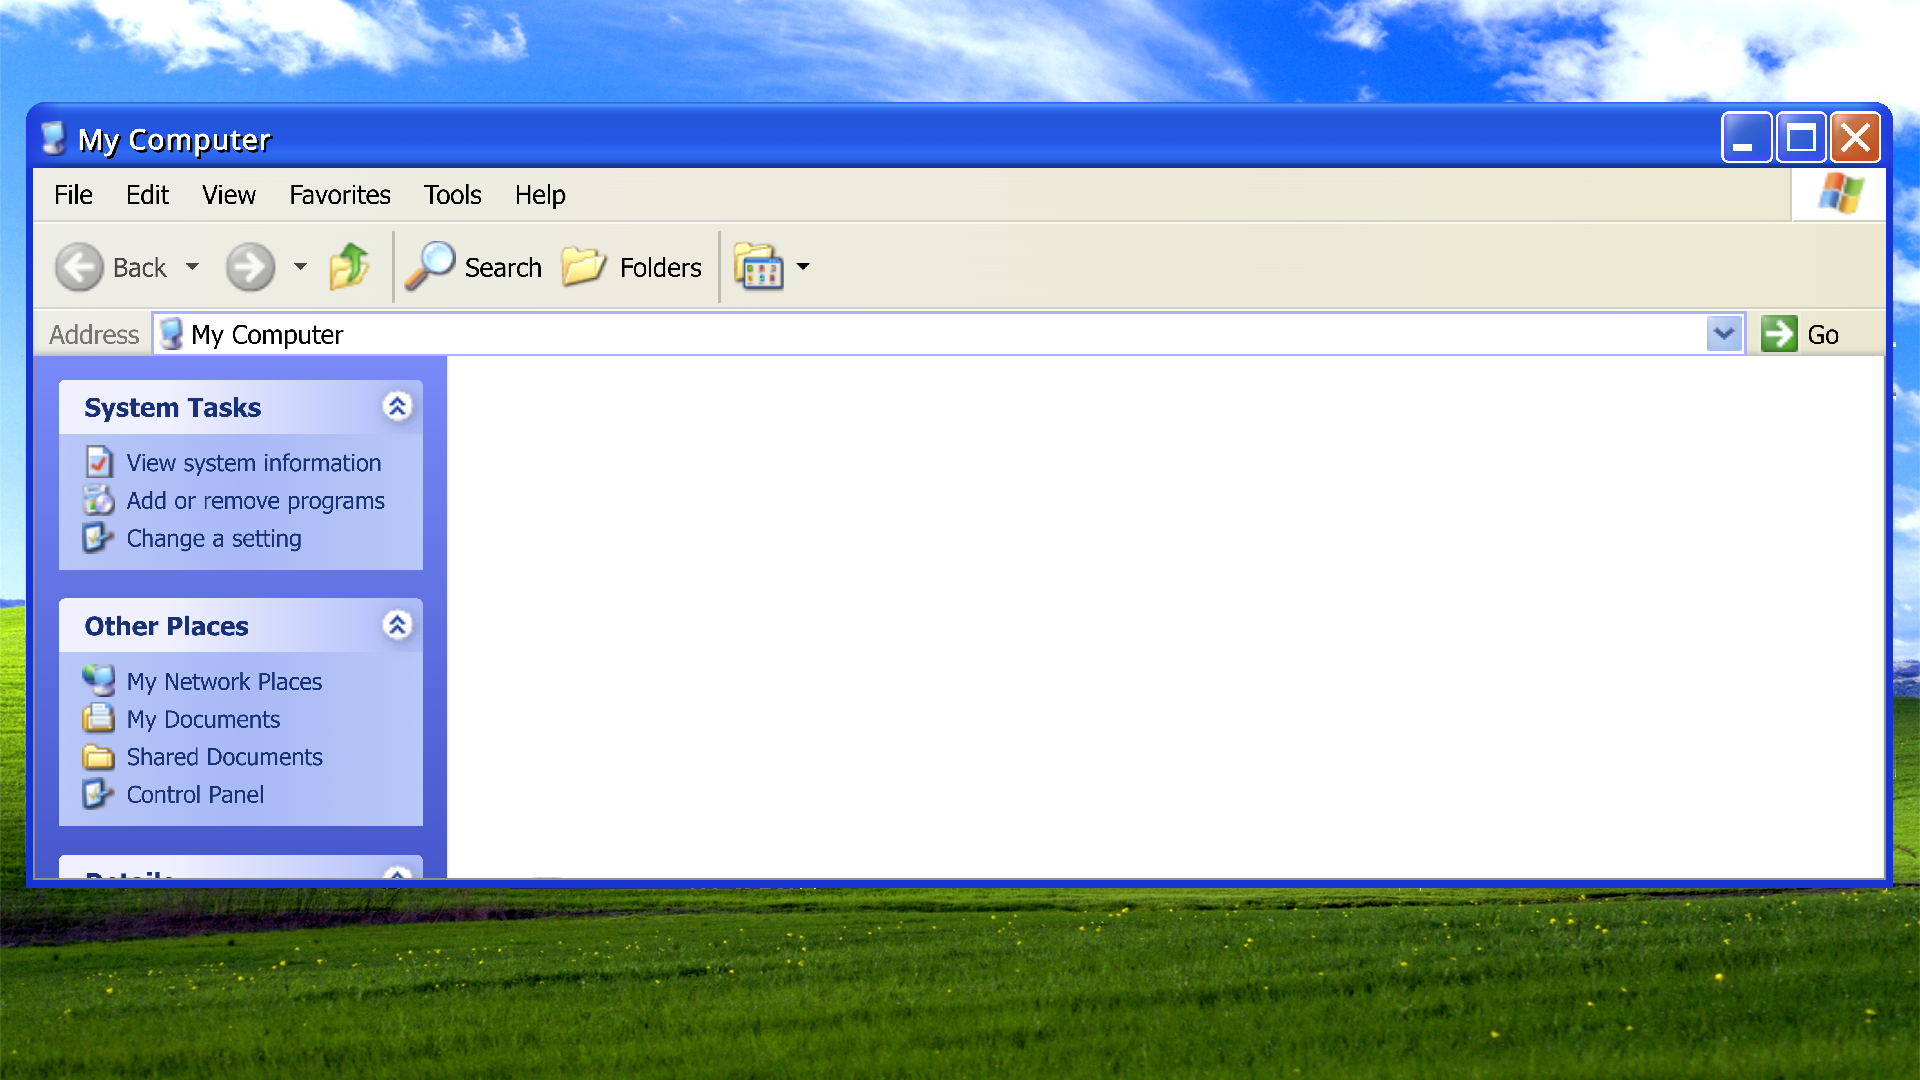 My Computer
File Edit View Favorites Tools Help
Back Search Folders
Address My Computer Go
System Tasks
View system information
Add or remove programs
Change a setting
Other Places
My Network Places
My Documents
Shared Documents
Control Panel
Details